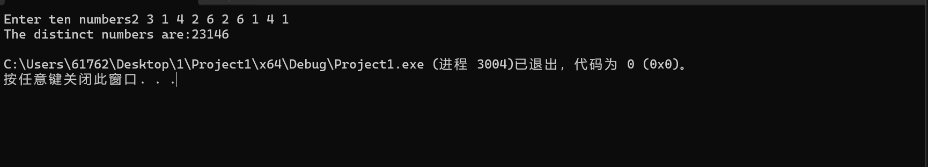 Enter ten numbers2 3 1 4 2 6 2 6 1 4 1
The distinct numbers are:23146
C:\Users\61762\Desktop\1\Project1\x64\Debug\Project1.exe (进程 3004)已退出，代码为 0 (0x0)。
按任意键关闭此窗口. . .